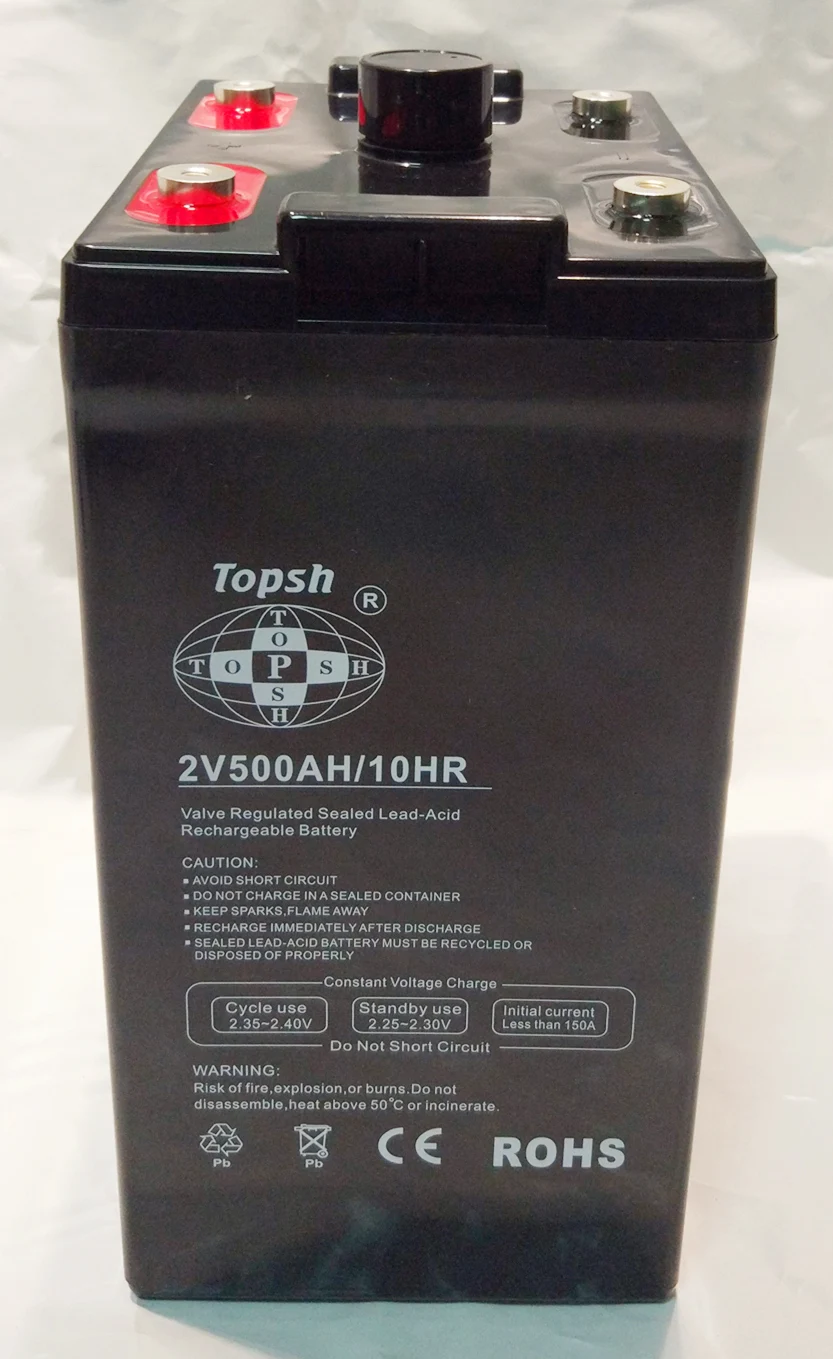 Topsh
®
T
O
T O P S H
S
H
2V500AH/10HR
Valve Regulated Sealed Lead-Acid
Rechargeable Battery
CAUTION:
▪ AVOID SHORT CIRCUIT
▪ DO NOT CHARGE IN A SEALED CONTAINER
▪ KEEP SPARKS,FLAME AWAY
▪ RECHARGE IMMEDIATELY AFTER DISCHARGE
▪ SEALED LEAD-ACID BATTERY MUST BE RECYCLED OR
DISPOSED OF PROPERLY
Constant Voltage Charge
Cycle use
2.35~2.40V
Standby use
2.25~2.30V
Initial current
Less than 150A
Do Not Short Circuit
WARNING:
Risk of fire,explosion,or burns.Do not
disassemble,heat above 50°C or incinerate.
Pb
Pb
CE
ROHS